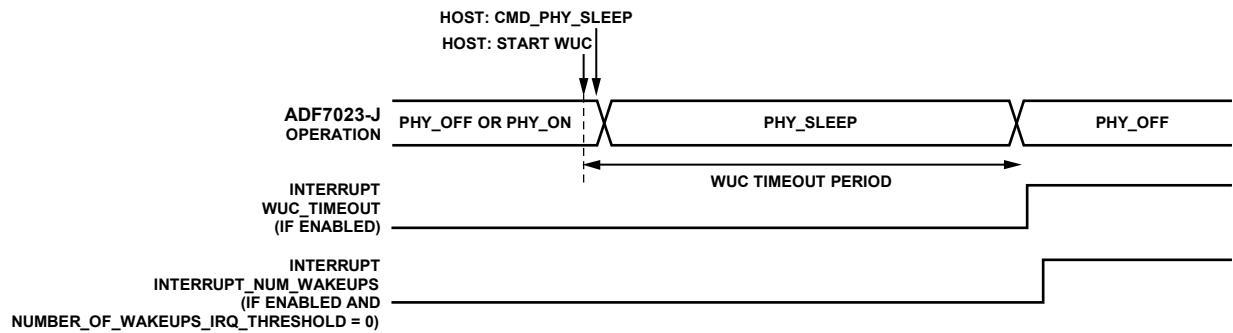 HOST: CMD_PHY_SLEEP
HOST: START WUC
ADF7023-J
OPERATION
PHY_OFF OR PHY_ON
PHY_SLEEP
PHY_OFF
WUC TIMEOUT PERIOD
INTERRUPT
WUC_TIMEOUT
(IF ENABLED)
INTERRUPT
INTERRUPT_NUM_WAKEUPS
(IF ENABLED AND
NUMBER_OF_WAKEUPS_IRQ_THRESHOLD = 0)